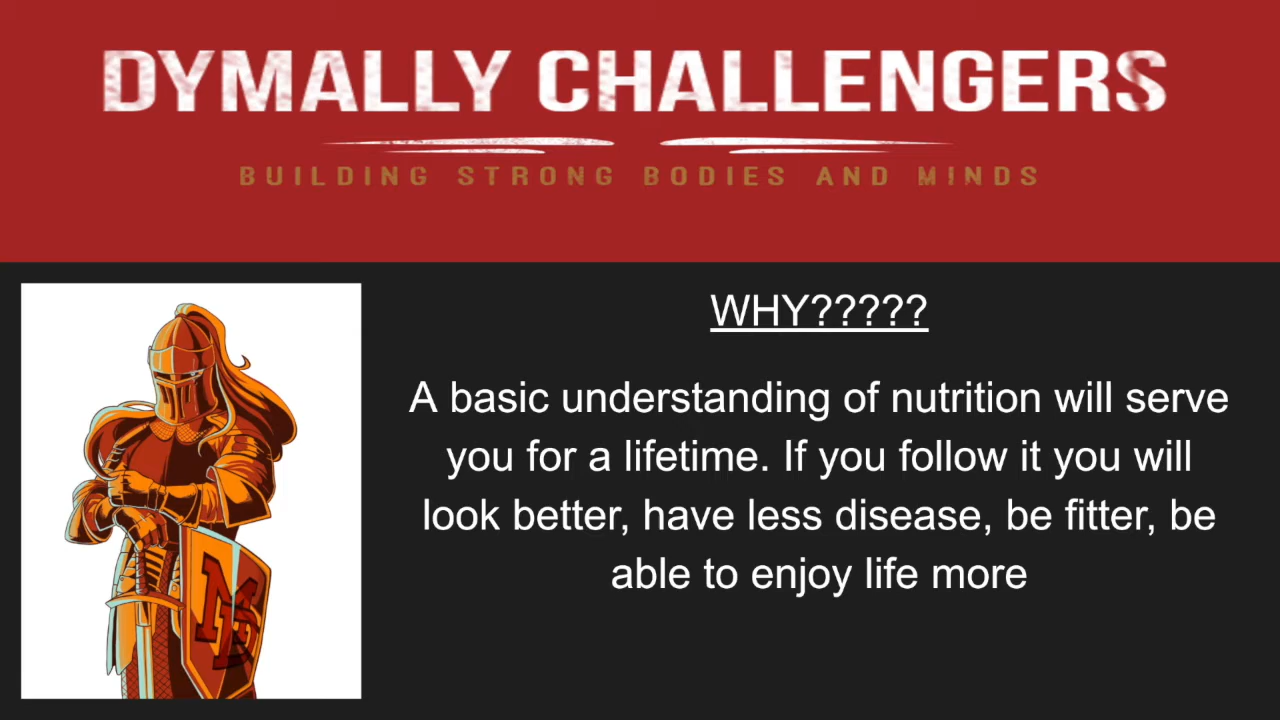 DYMALLY CHALLENGERS
BUILDING STRONG BODIES AND MINDS
WHY?????
A basic understanding of nutrition will serve
you for a lifetime. If you follow it you will
look better, have less disease, be fitter, be
able to enjoy life more